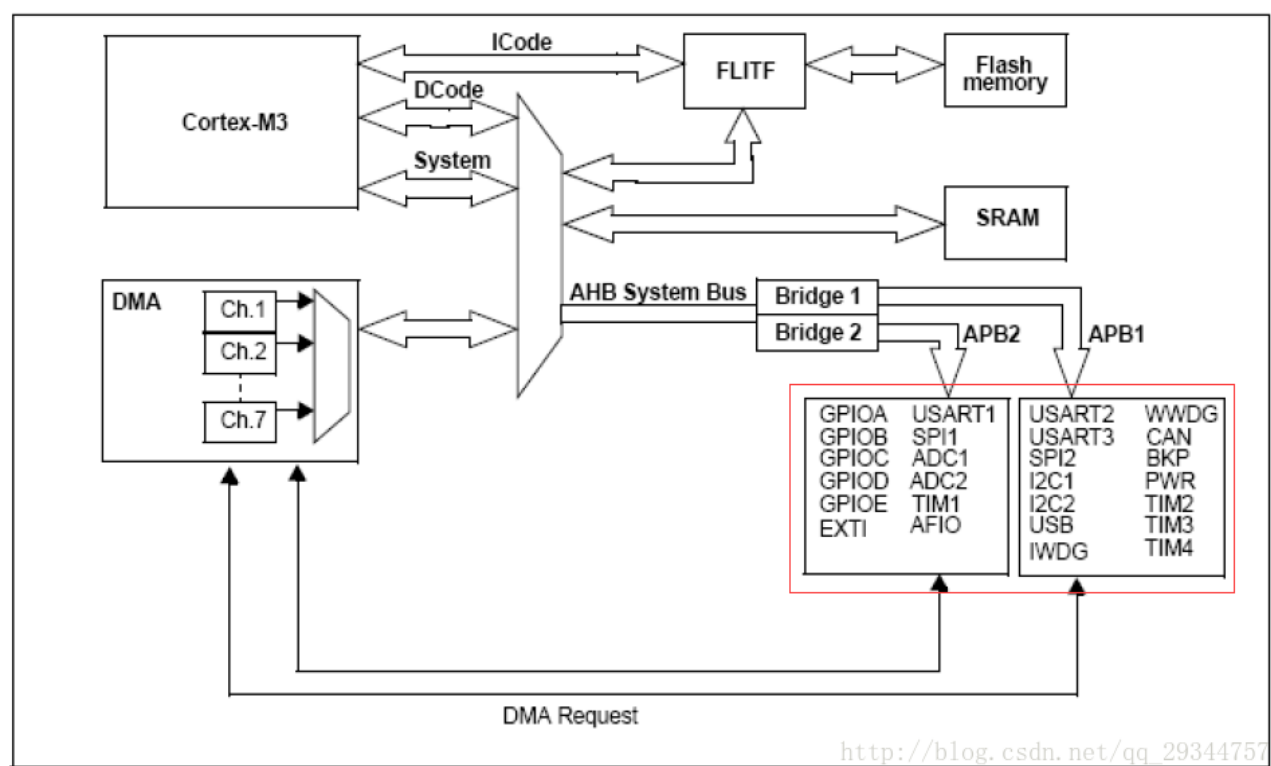 ICode
FLITF
Flash
memory
DCode
Cortex-M3
System
SRAM
DMA
Ch.1
Ch.2
Ch.7
AHB System Bus
Bridge 1
Bridge 2
APB2
APB1
GPIOA USART1
GPIOB SPI1
GPIOC ADC1
GPIOD ADC2
GPIOE TIM1
EXTI AFIO
USART2 WWDG
USART3 CAN
SPI2 BKP
I2C1 PWR
I2C2 TIM2
USB TIM3
IWDG TIM4
DMA Request
http://blog.csdn.net/qq_29344757